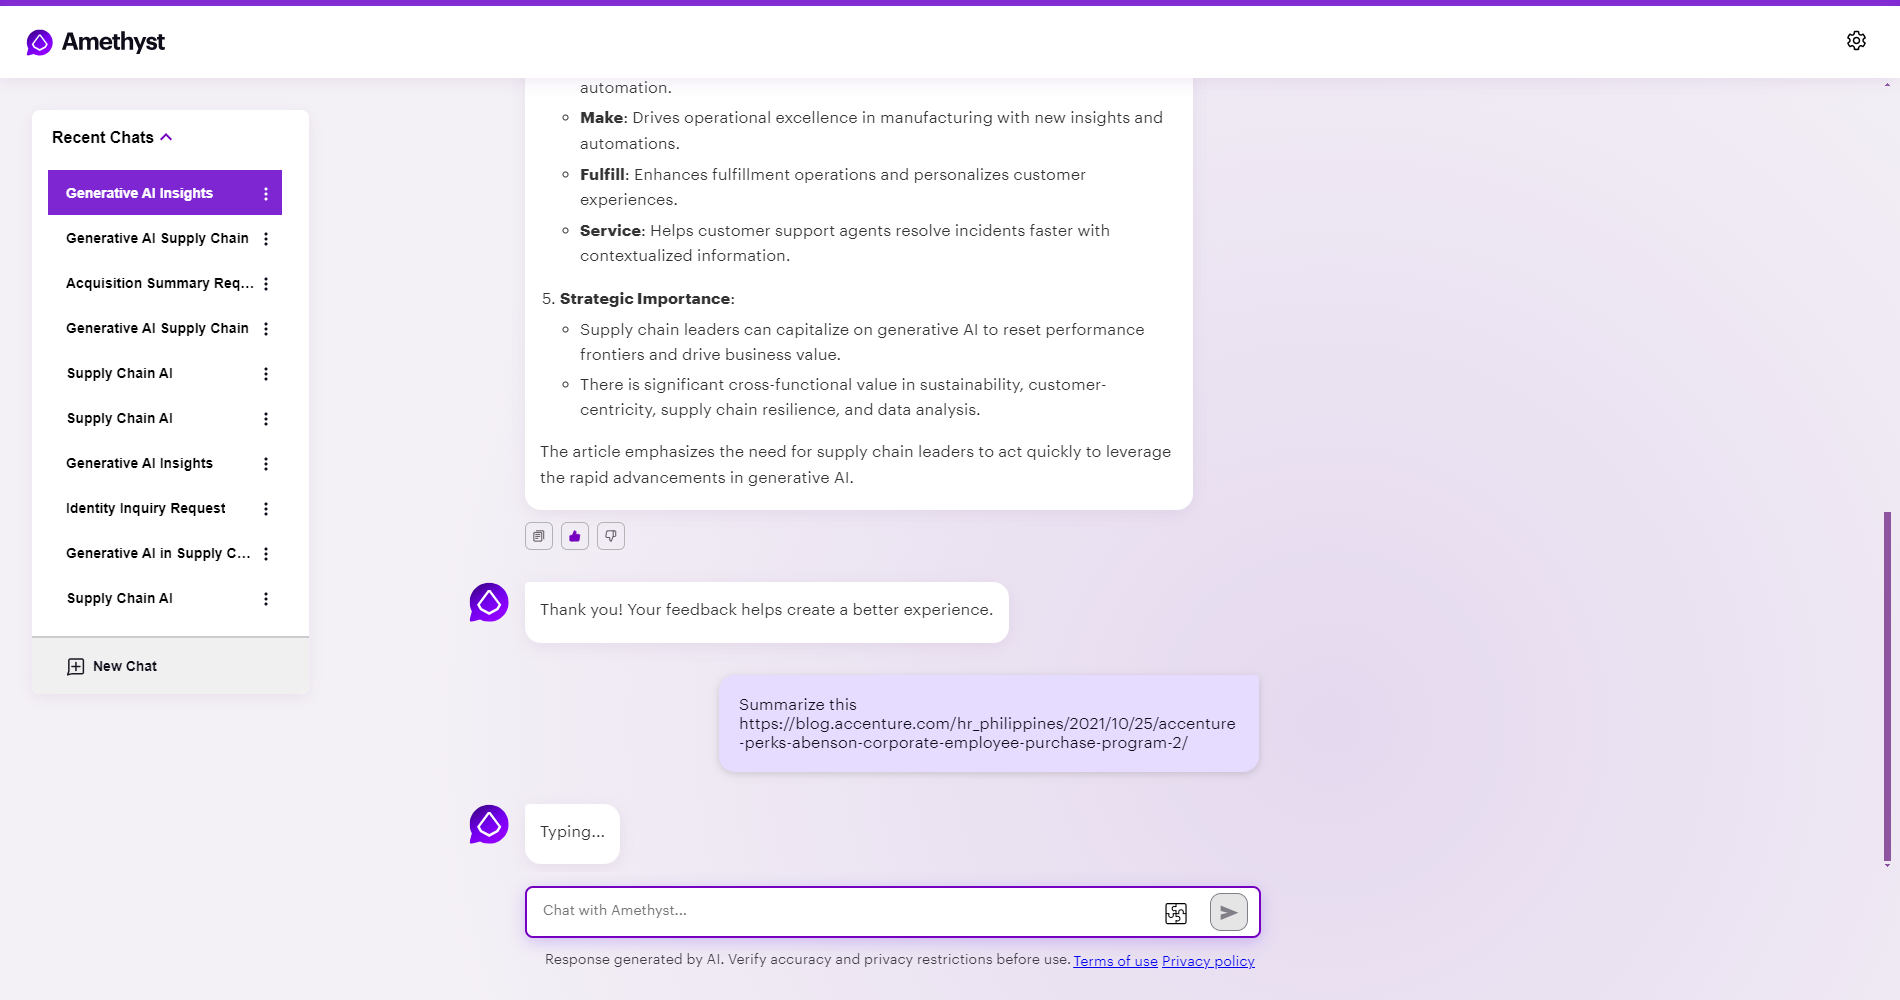 Amethyst
Recent Chats
Generative AI Insights
Generative AI Supply Chain
Acquisition Summary Req...
Generative AI Supply Chain
Supply Chain AI
Supply Chain AI
Generative AI Insights
Identity Inquiry Request
Generative AI in Supply C...
Supply Chain AI
New Chat
automation.
Make: Drives operational excellence in manufacturing with new insights and
automations.
Fulfill: Enhances fulfillment operations and personalizes customer
experiences.
Service: Helps customer support agents resolve incidents faster with
contextualized information.
5. Strategic Importance:
Supply chain leaders can capitalize on generative AI to reset performance
frontiers and drive business value.
There is significant cross-functional value in sustainability, customer-
centricity, supply chain resilience, and data analysis.
The article emphasizes the need for supply chain leaders to act quickly to leverage
the rapid advancements in generative AI.
Thank you! Your feedback helps create a better experience.
Summarize this
https://blog.accenture.com/hr_philippines/2021/10/25/accenture
-perks-abenson-corporate-employee-purchase-program-2/
Typing...
Chat with Amethyst...
Response generated by AI. Verify accuracy and privacy restrictions before use. Terms of use Privacy policy